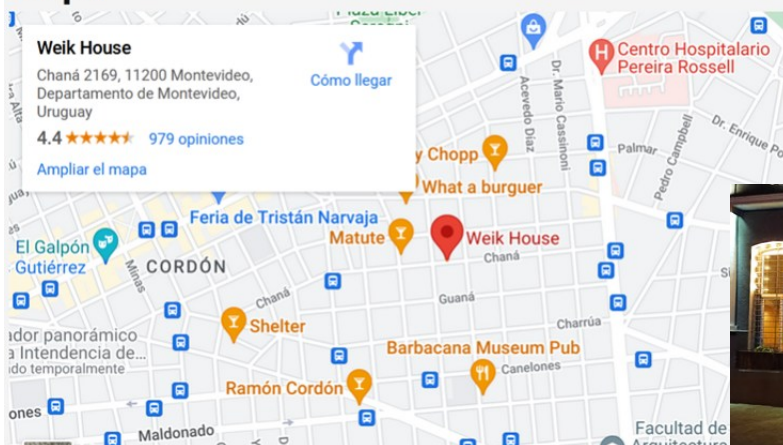 Weik House
Chaná 2169, 11200 Montevideo,
Departamento de Montevideo,
Uruguay
4.4
979 opiniones
Ampliar el mapa
Cómo llegar
Centro Hospitalario
Pereira Rossell
Acevedo Díaz
Dr. Mario Cassinoni
Dr. Enrique
Palmar
Pedro Campbell
Chopp
What a burguer
Feria de Tristán Narvaja
Matute
Weik House
El Galpón
Gutiérrez
CORDÓN
Minas
Chaná
Chaná
Guaná
Charrúa
Shelter
panorámico
Intendencia de...
temporalmente
Barbacana Museum Pub
Canelones
Ramón Cordón
Maldonado
Facultad de